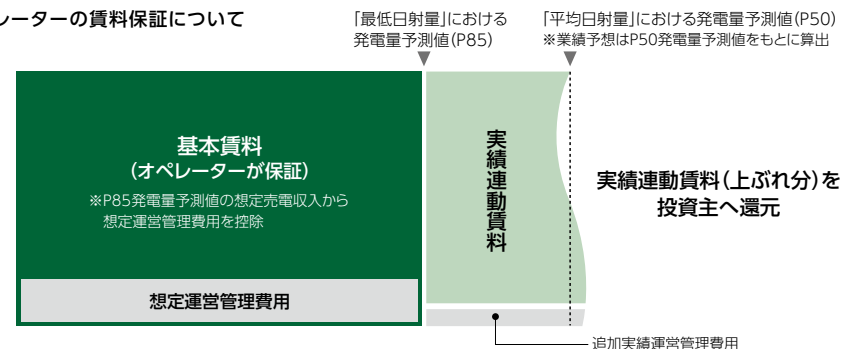 レーターの賃料保証について
「最低日射量」における
発電量予測値(P85)
「平均日射量」における発電量予測値(P50)
※業績予想はP50発電量予測値をもとに算出
基本賃料
(オペレーターが保証)
※P85発電量予測値の想定売電収入から
想定運営管理費用を控除
想定運営管理費用
実績連動賃料
実績連動賃料(上ぶれ分)を
投資主へ還元
追加実績運営管理費用